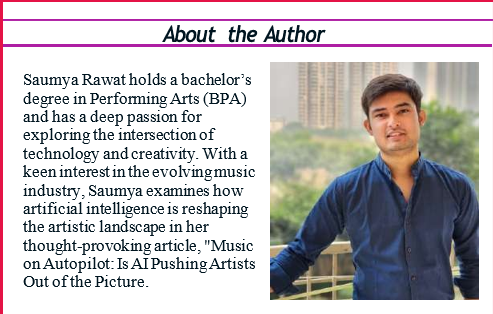 About the Author
Saumya Rawat holds a bachelor's
degree in Performing Arts (BPA)
and has a deep passion for
exploring the intersection of
technology and creativity. With a
keen interest in the evolving music
industry, Saumya examines how
artificial intelligence is reshaping
the artistic landscape in her
thought-provoking article, "Music
on Autopilot: Is AI Pushing Artists
Out of the Picture.